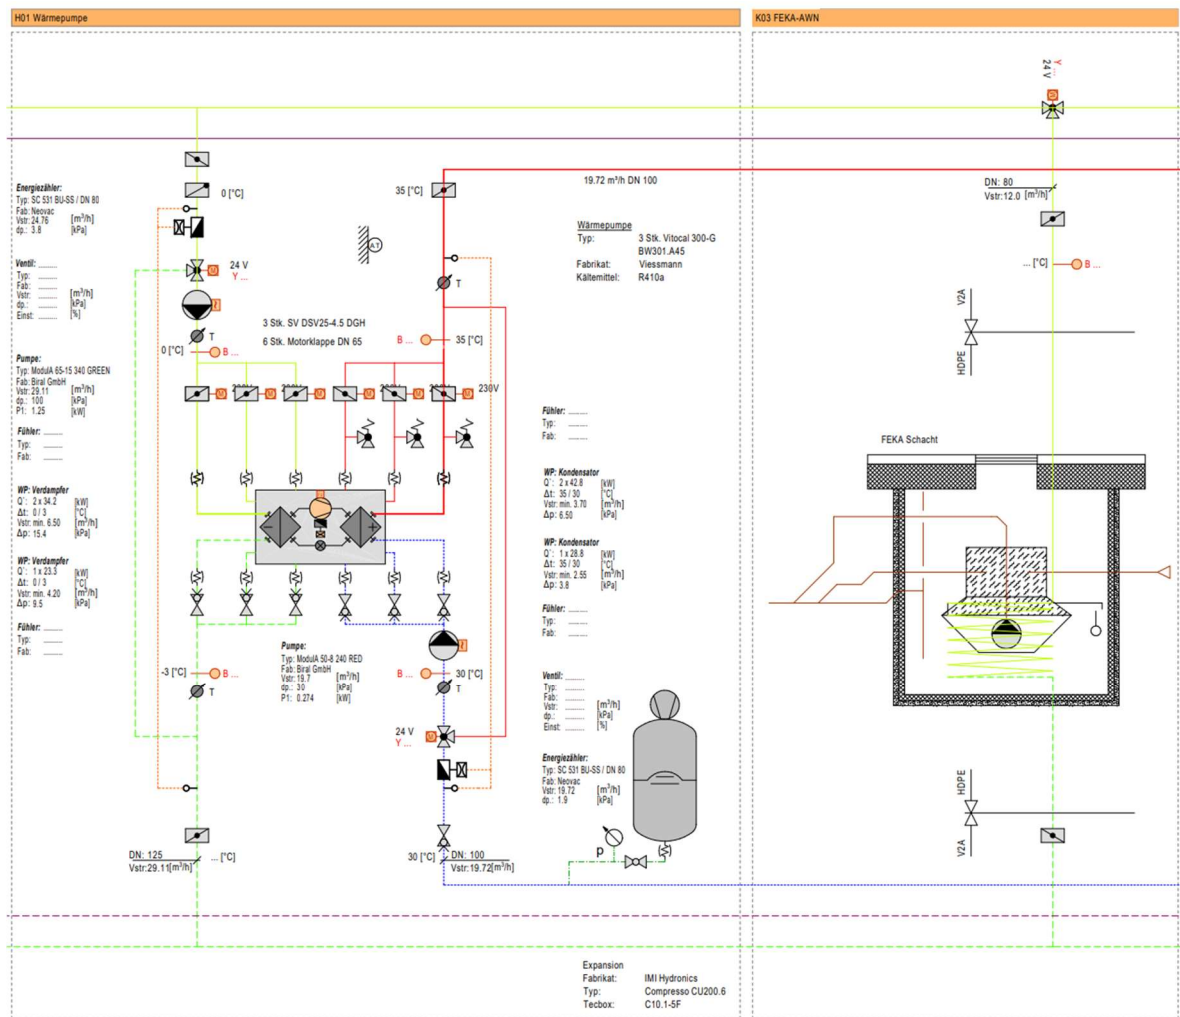 H01 Wärmepumpe
K03 FEKA-AWN
Y ...
24 V
Energiezähler:
Typ: SC 531 BU-SS / DN 80
Fab: Neovac
Vstr: 24.76 [m³/h]
dp.: 3.8 [kPa]
0 [°C]
35 [°C]
19.72 m³/h DN 100
DN: 80
Vstr:12.0 [m³/h]
Wärmepumpe
Typ: 3 Stk. Vitocal 300-G
BW301.A45
Fabrikat: Viessmann
Kältemittel: R410a
AT
Ventil: ........
Typ: ........
Fab: ........
Vstr: ........ [m³/h]
dp.: ........ [kPa]
Einst: ........ [%]
24 V
Y ...
T
T
... [°C]
B ...
V2A
HDPE
3 Stk. SV DSV25-4.5 DGH
6 Stk. Motorklappe DN 65
T
0 [°C]
B ...
B ...
35 [°C]
Pumpe:
Typ: ModulA 65-15 340 GREEN
Fab: Biral GmbH
Vstr: 29.11 [m³/h]
dp: 100 [kPa]
P1: 1.25 [kW]
230V
Fühler: ........
Typ: ........
Fab: ........
Fühler: ........
Typ: ........
Fab: ........
FEKA Schacht
WP: Verdampfer
Q˙: 2 x 34.2 [kW]
Δt: 0 / 3 [°C]
Vstr: min. 6.50 [m³/h]
Δp: 15.4 [kPa]
WP: Kondensator
Q˙: 2 x 42.8 [kW]
Δt: 35 / 30 [°C]
Vstr: min. 3.70 [m³/h]
Δp: 6.50 [kPa]
WP: Verdampfer
Q˙: 1 x 23.3 [kW]
Δt: 0 / 3 [°C]
Vstr: min. 4.20 [m³/h]
Δp: 9.5 [kPa]
WP: Kondensator
Q˙: 1 x 28.8 [kW]
Δt: 35 / 30 [°C]
Vstr: min. 2.55 [m³/h]
Δp: 3.8 [kPa]
Fühler: ........
Typ: ........
Fab: ........
Fühler: ........
Typ: ........
Fab: ........
Pumpe:
Typ: ModulA 50-8 240 RED
Fab: Biral GmbH
Vstr: 19.7 [m³/h]
dp.: 30 [kPa]
P1: 0.274 [kW]
-3 [°C]
B ...
T
B ...
30 [°C]
T
Ventil: ........
Typ: ........
Fab: ........
Vstr: ........ [m³/h]
dp.: ........ [kPa]
Einst: ........ [%]
24 V
Y ...
Energiezähler:
Typ: SC 531 BU-SS / DN 80
Fab: Neovac
Vstr: 19.72 [m³/h]
dp.: 1.9 [kPa]
HDPE
V2A
p
DN: 125
Vstr:29.11[m³/h]
... [°C]
30 [°C]
DN: 100
Vstr:19.72[m³/h]
Expansion
Fabrikat: IMI Hydronics
Typ: Compresso CU200.6
Tecbox: C10.1-5F